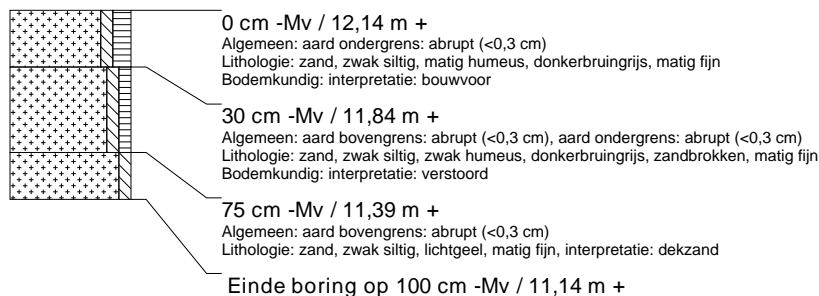 0 cm -Mv / 12,14 m +
Algemeen: aard ondergrens: abrupt (<0,3 cm)
Lithologie: zand, zwak siltig, matig humeus, donkerbruingrijs, matig fijn
Bodemkundig: interpretatie: bouwvoor
30 cm -Mv / 11,84 m +
Algemeen: aard bovengrens: abrupt (<0,3 cm), aard ondergrens: abrupt (<0,3 cm)
Lithologie: zand, zwak siltig, zwak humeus, donkerbruingrijs, zandbrokken, matig fijn
Bodemkundig: interpretatie: verstoord
75 cm -Mv / 11,39 m +
Algemeen: aard bovengrens: abrupt (<0,3 cm)
Lithologie: zand, zwak siltig, lichtgeel, matig fijn, interpretatie: dekzand
Einde boring op 100 cm -Mv / 11,14 m +